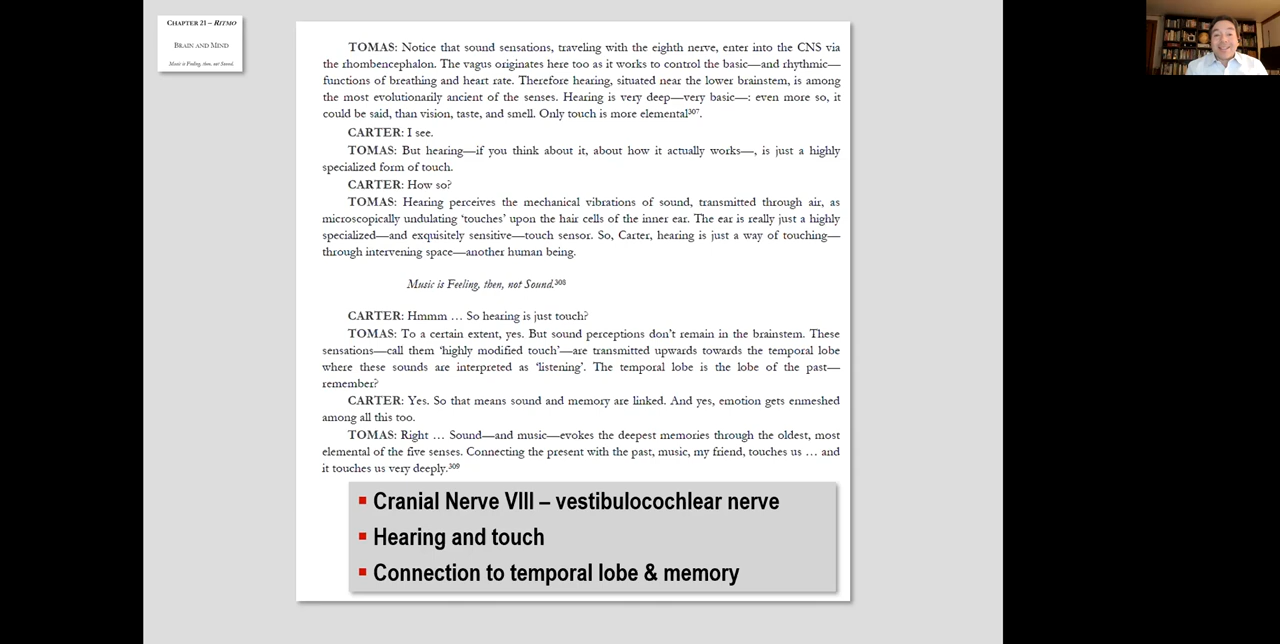 CHAPTER 21 – RITMO
BRAIN AND MIND
Music is Feeling, then, not Sound.
TOMAS: Notice that sound sensations, traveling with the eighth nerve, enter into the CNS via
the rhombencephalon. The vagus originates here too as it works to control the basic—and rhythmic—
functions of breathing and heart rate. Therefore hearing, situated near the lower brainstem, is among
the most evolutionarily ancient of the senses. Hearing is very deep—very basic—: even more so, it
could be said, than vision, taste, and smell. Only touch is more elemental³⁰⁷.
CARTER: I see.
TOMAS: But hearing—if you think about it, about how it actually works—, is just a highly
specialized form of touch.
CARTER: How so?
TOMAS: Hearing perceives the mechanical vibrations of sound, transmitted through air, as
microscopically undulating ‘touches’ upon the hair cells of the inner ear. The ear is really just a highly
specialized—and exquisitely sensitive—touch sensor. So, Carter, hearing is just a way of touching—
through intervening space—another human being.
Music is Feeling, then, not Sound.³⁰⁸
CARTER: Hmmm … So hearing is just touch?
TOMAS: To a certain extent, yes. But sound perceptions don’t remain in the brainstem. These
sensations—call them ‘highly modified touch’—are transmitted upwards towards the temporal lobe
where these sounds are interpreted as ‘listening’. The temporal lobe is the lobe of the past—
remember?
CARTER: Yes. So that means sound and memory are linked. And yes, emotion gets enmeshed
among all this too.
TOMAS: Right … Sound—and music—evokes the deepest memories through the oldest, most
elemental of the five senses. Connecting the present with the past, music, my friend, touches us … and
it touches us very deeply.³⁰⁹
▪ Cranial Nerve VIII – vestibulocochlear nerve
▪ Hearing and touch
▪ Connection to temporal lobe & memory